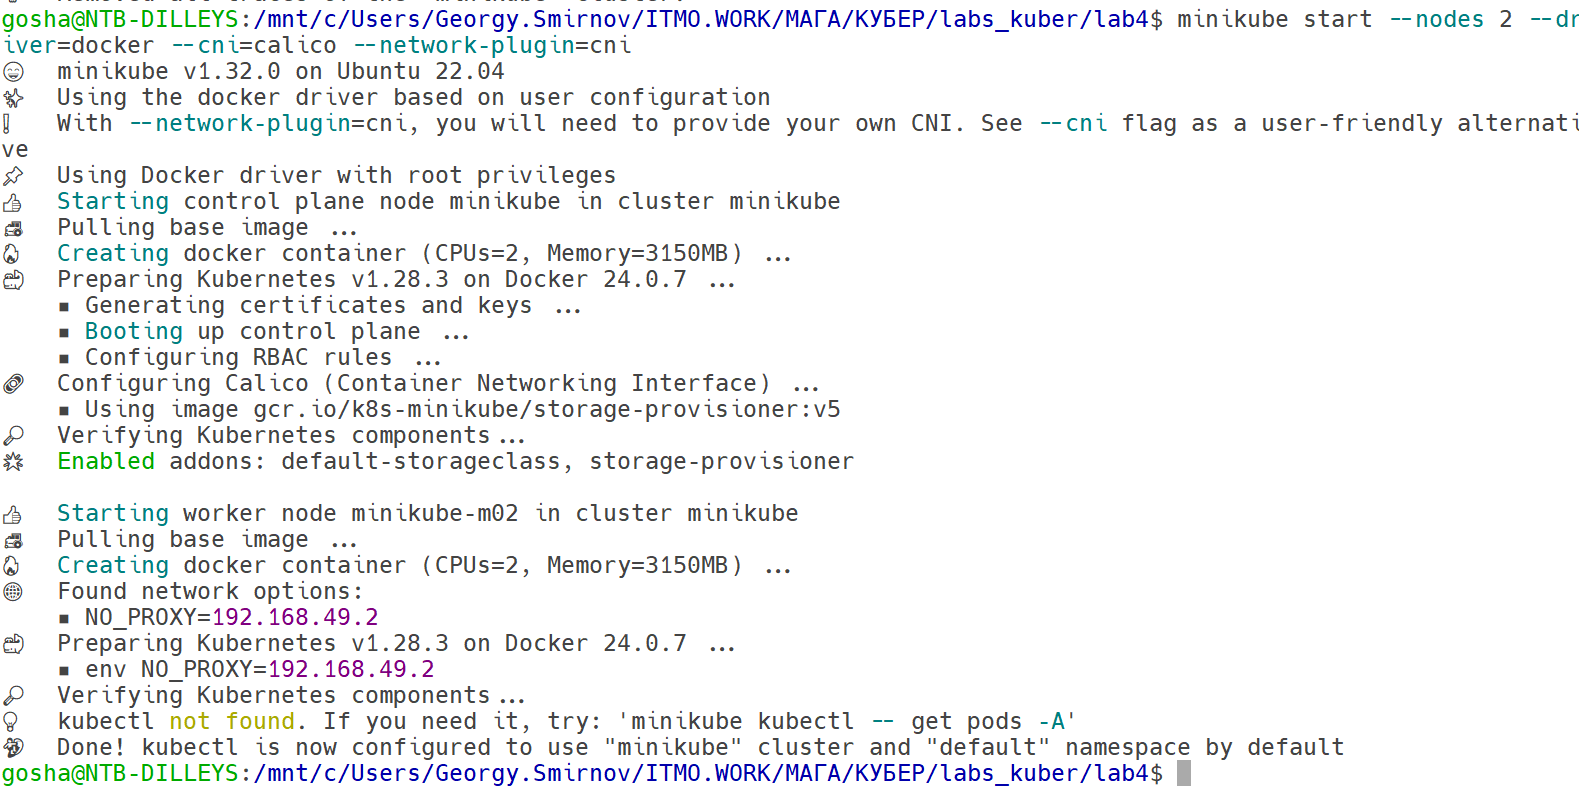 gosha@NTB-DILLEYS:/mnt/c/Users/Georgy.Smirnov/ITMO.WORK/МАГА/КУБЕР/labs_kuber/lab4$ minikube start --nodes 2 --dr
iver=docker --cni=calico --network-plugin=cni
😄  minikube v1.32.0 on Ubuntu 22.04
✨  Using the docker driver based on user configuration
❗  With --network-plugin=cni, you will need to provide your own CNI. See --cni flag as a user-friendly alternati
ve
📌  Using Docker driver with root privileges
👍  Starting control plane node minikube in cluster minikube
🚜  Pulling base image ...
🔥  Creating docker container (CPUs=2, Memory=3150MB) ...
🐳  Preparing Kubernetes v1.28.3 on Docker 24.0.7 ...
▪ Generating certificates and keys ...
▪ Booting up control plane ...
▪ Configuring RBAC rules ...
🔗  Configuring Calico (Container Networking Interface) ...
▪ Using image gcr.io/k8s-minikube/storage-provisioner:v5
🔎  Verifying Kubernetes components...
🌟  Enabled addons: default-storageclass, storage-provisioner
👍  Starting worker node minikube-m02 in cluster minikube
🚜  Pulling base image ...
🔥  Creating docker container (CPUs=2, Memory=3150MB) ...
🌐  Found network options:
▪ NO_PROXY=192.168.49.2
🐳  Preparing Kubernetes v1.28.3 on Docker 24.0.7 ...
▪ env NO_PROXY=192.168.49.2
🔎  Verifying Kubernetes components...
💡  kubectl not found. If you need it, try: 'minikube kubectl -- get pods -A'
🏄  Done! kubectl is now configured to use "minikube" cluster and "default" namespace by default
gosha@NTB-DILLEYS:/mnt/c/Users/Georgy.Smirnov/ITMO.WORK/МАГА/КУБЕР/labs_kuber/lab4$